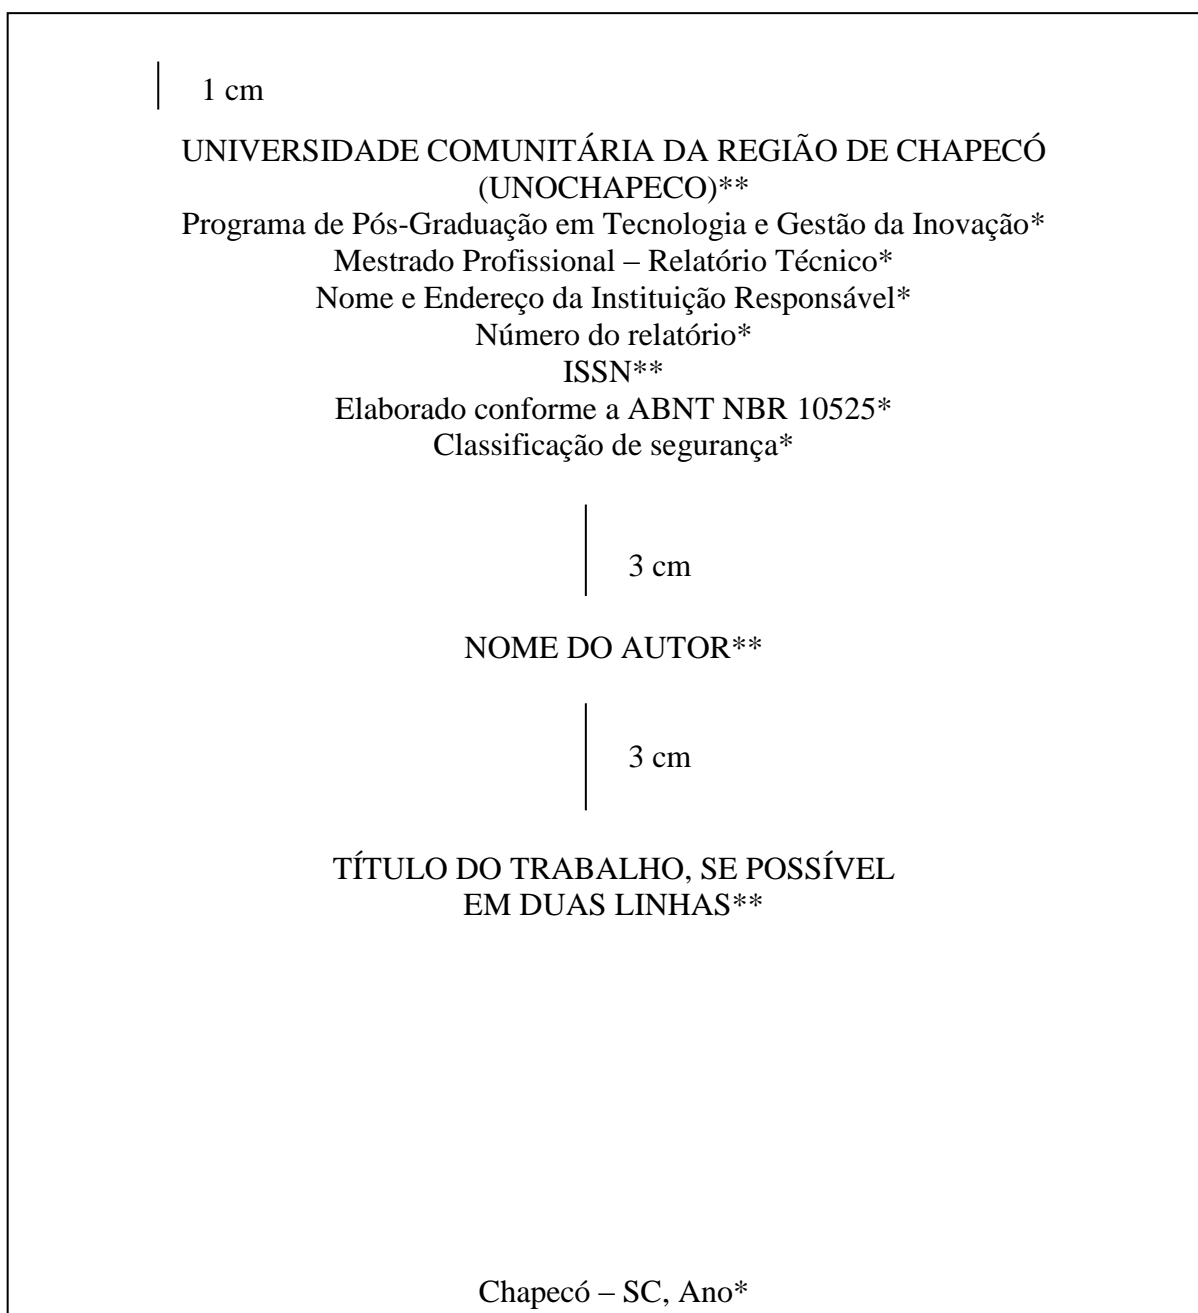 1 cm
UNIVERSIDADE COMUNITÁRIA DA REGIÃO DE CHAPECÓ
(UNOCHAPECO)**
Programa de Pós-Graduação em Tecnologia e Gestão da Inovação*
Mestrado Profissional – Relatório Técnico*
Nome e Endereço da Instituição Responsável*
Número do relatório*
ISSN**
Elaborado conforme a ABNT NBR 10525*
Classificação de segurança*
3 cm
NOME DO AUTOR**
3 cm
TÍTULO DO TRABALHO, SE POSSÍVEL
EM DUAS LINHAS**
Chapecó – SC, Ano*